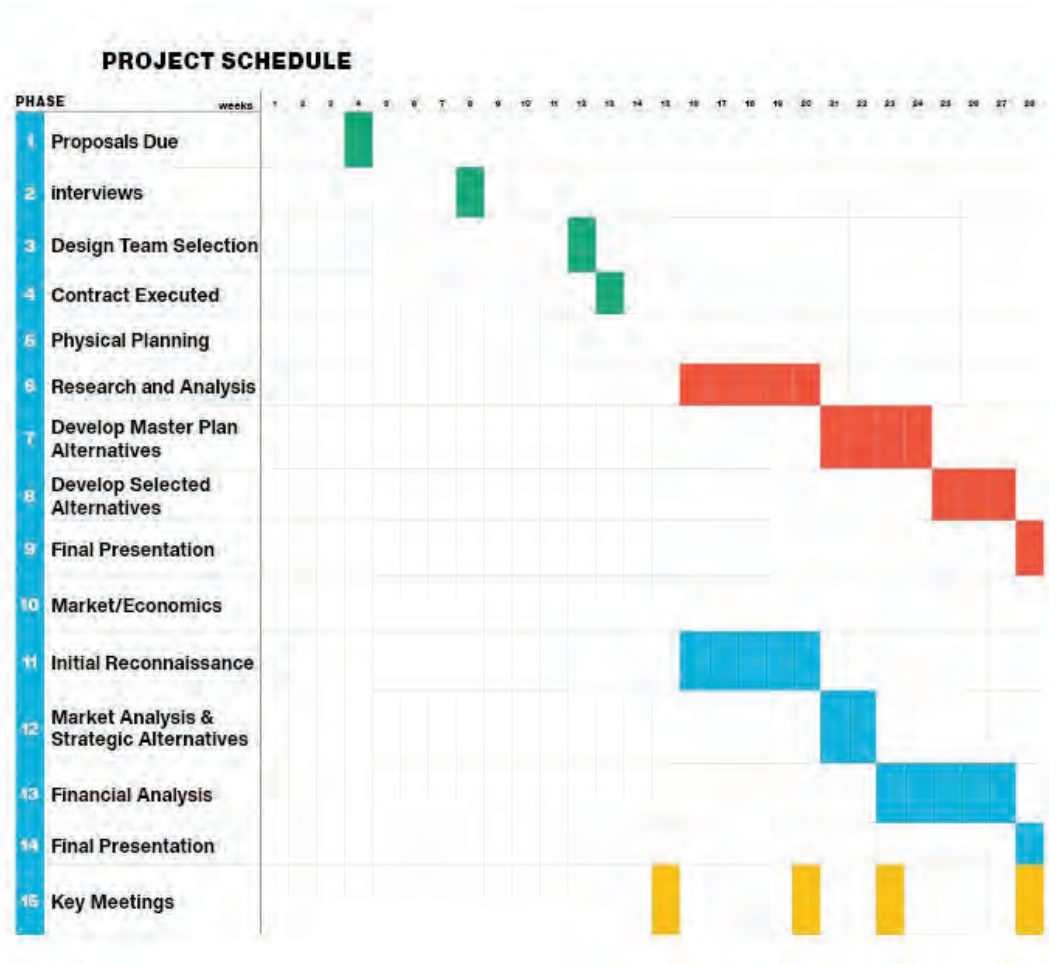 PROJECT SCHEDULE
PHASE weeks 1 2 3 4 5 6 7 8 9 10 11 12 13 14 15 16 17 18 19 20 21 22 23 24 25 26 27 28
1 Proposals Due
2 interviews
3 Design Team Selection
4 Contract Executed
5 Physical Planning
6 Research and Analysis
7 Develop Master Plan
Alternatives
8 Develop Selected
Alternatives
9 Final Presentation
10 Market/Economics
11 Initial Reconnaissance
12 Market Analysis &
Strategic Alternatives
13 Financial Analysis
14 Final Presentation
15 Key Meetings